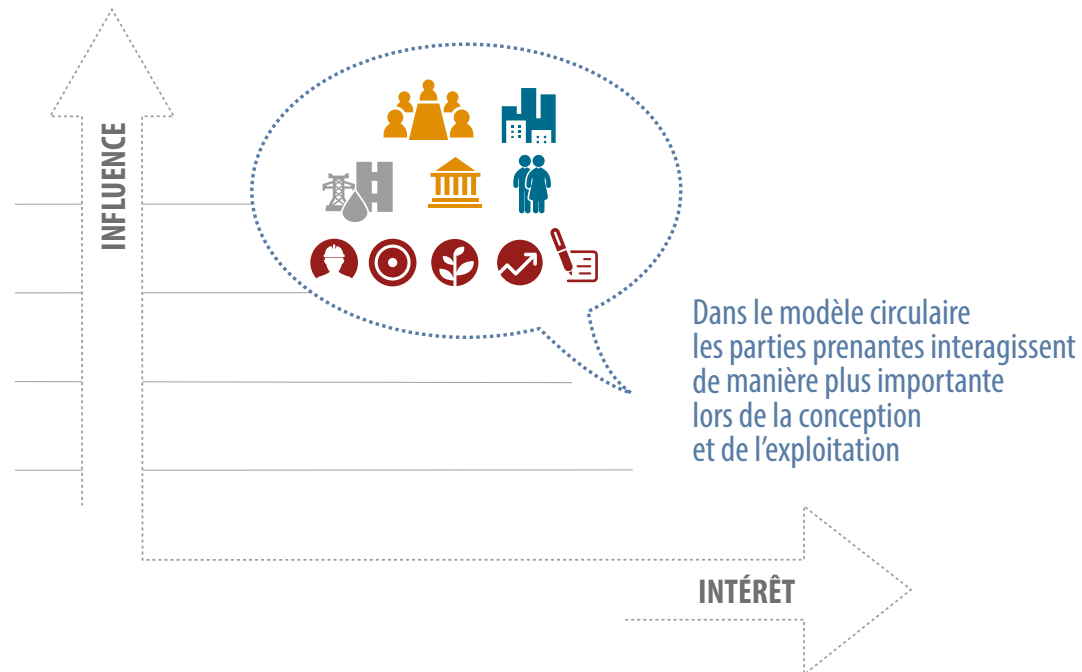 INFLUENCE
Dans le modèle circulaire
les parties prenantes interagissent
de manière plus importante
lors de la conception
et de l'exploitation
INTÉRÊT